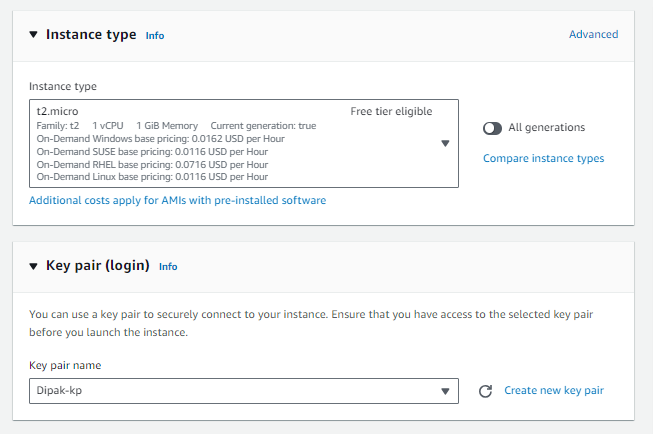 Instance type Info Advanced
Instance type
t2.micro Free tier eligible
Family: t2 1 vCPU 1 GiB Memory Current generation: true
On-Demand Windows base pricing: 0.0162 USD per Hour
On-Demand SUSE base pricing: 0.0116 USD per Hour
On-Demand RHEL base pricing: 0.0716 USD per Hour
On-Demand Linux base pricing: 0.0116 USD per Hour
All generations
Compare instance types
Additional costs apply for AMIs with pre-installed software
Key pair (login) Info
You can use a key pair to securely connect to your instance. Ensure that you have access to the selected key pair
before you launch the instance.
Key pair name
Dipak-kp
Create new key pair